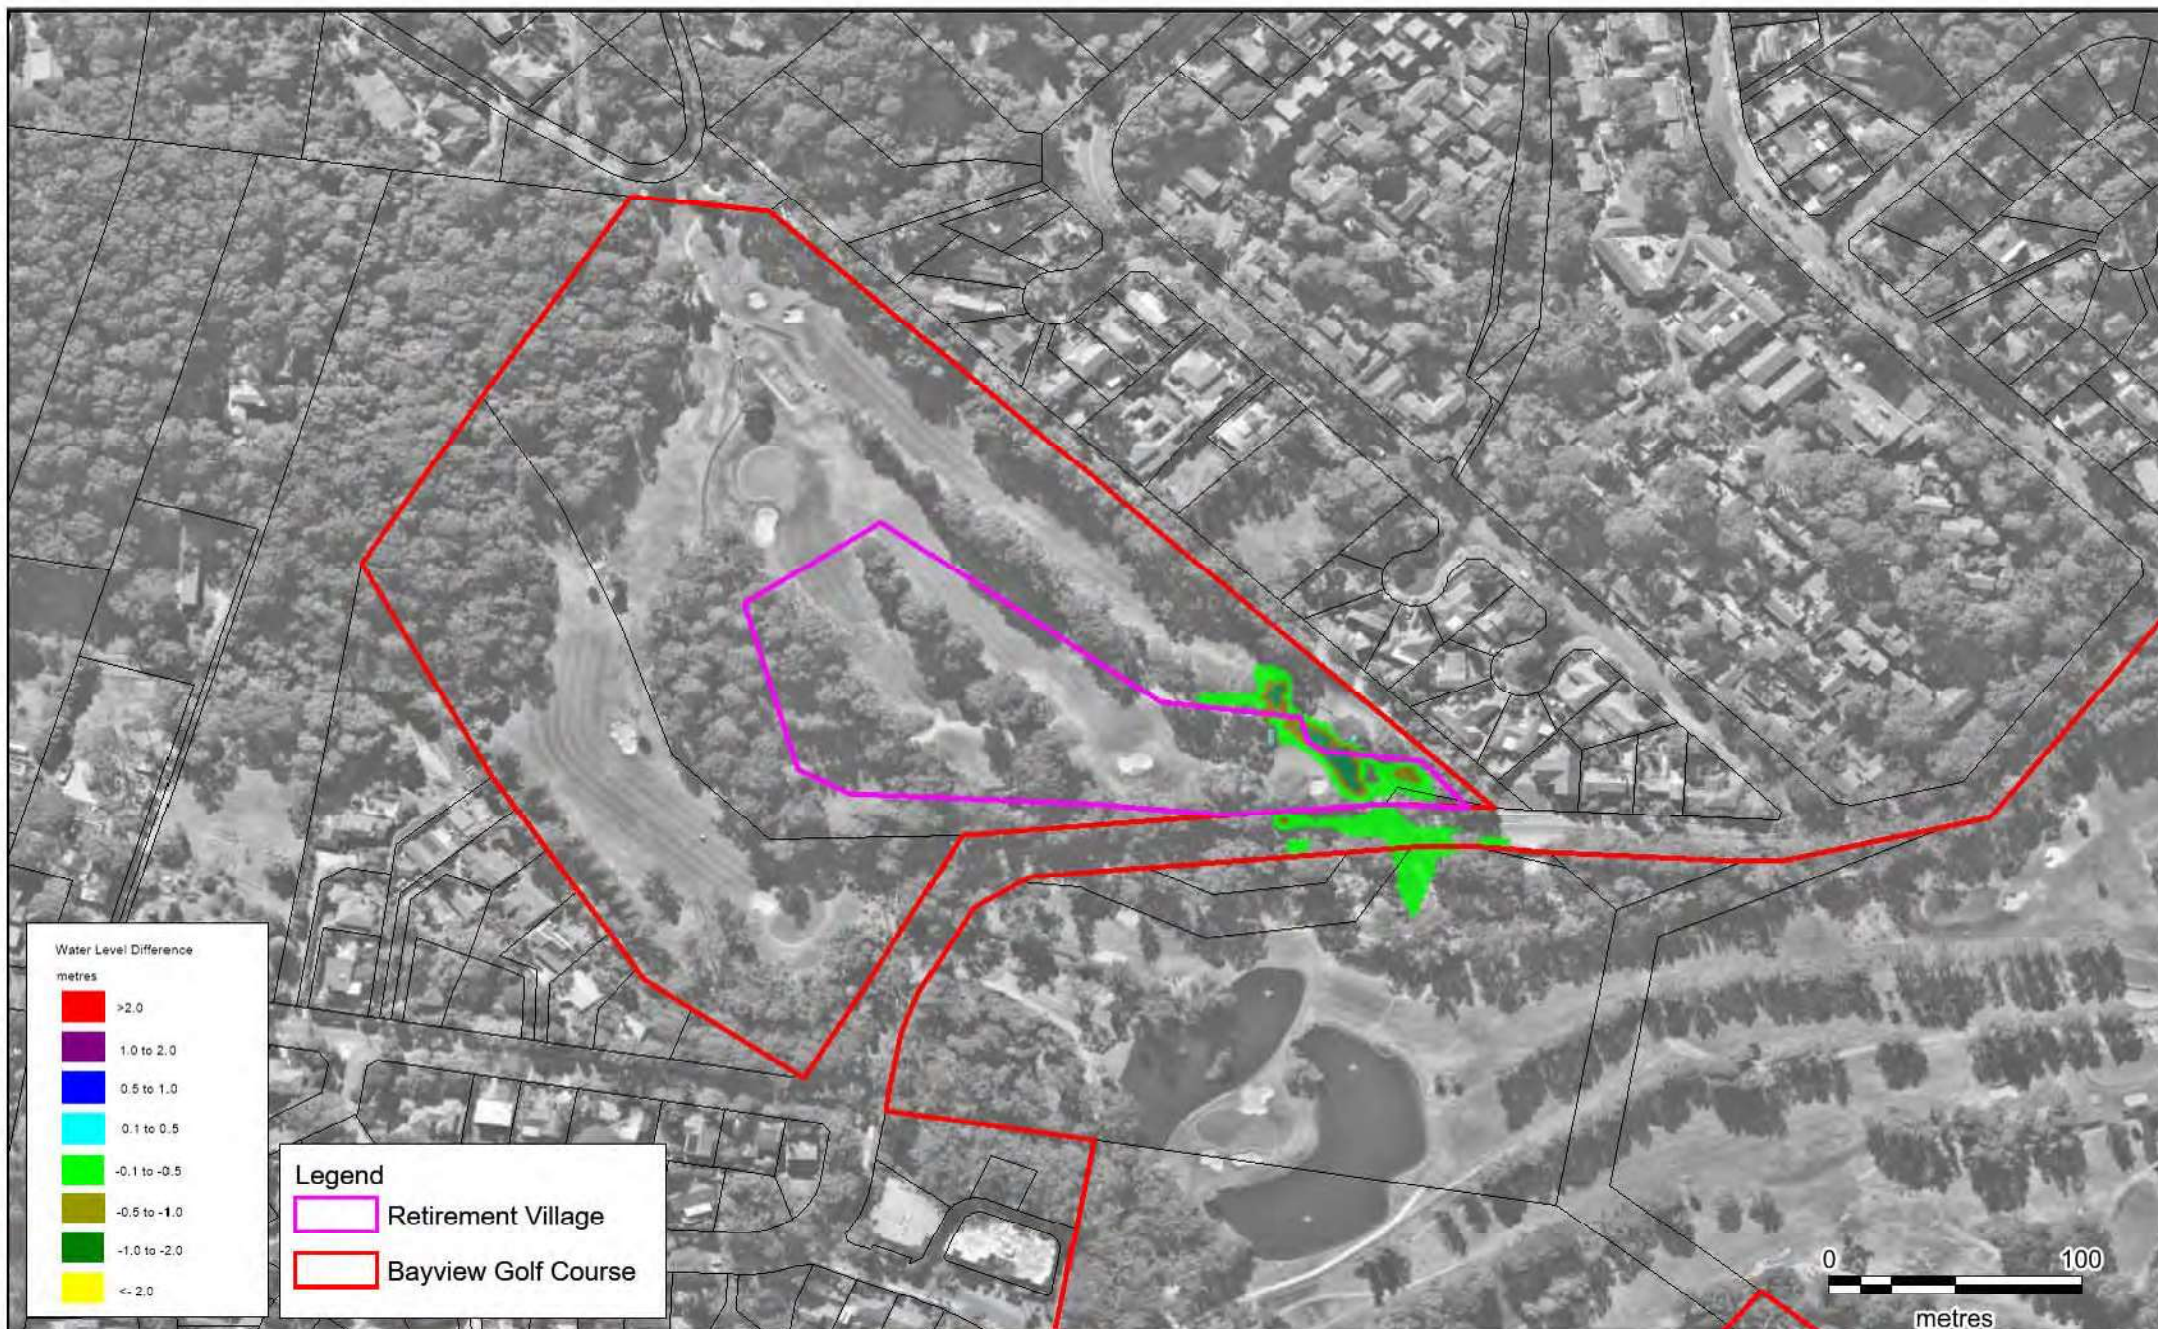 Water Level Difference
metres
>2.0
1.0 to 2.0
0.5 to 1.0
0.1 to 0.5
-0.1 to -0.5
-0.5 to -1.0
-1.0 to -2.0
<- 2.0
Legend
Retirement Village
Bayview Golf Course
0 100
metres